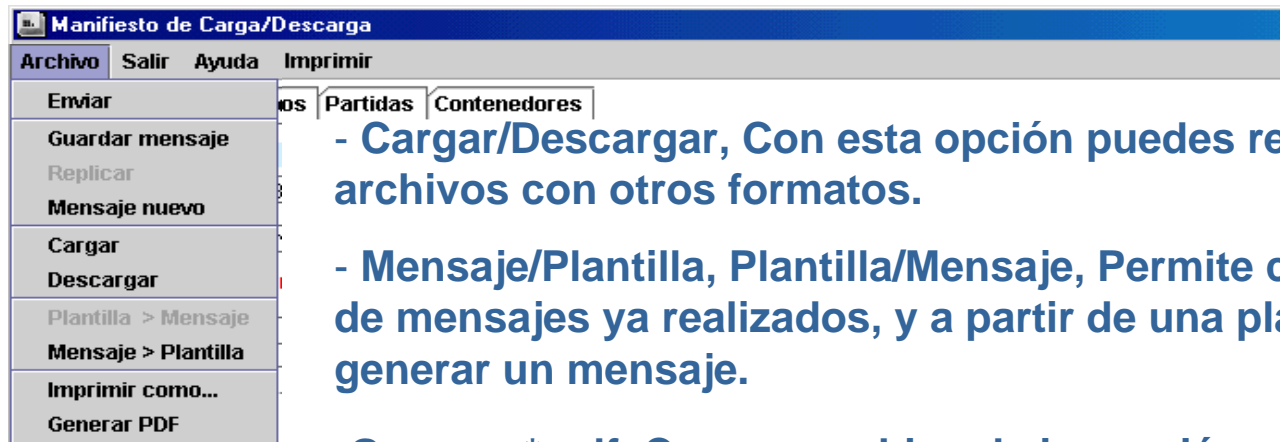 Manifiesto de Carga/Descarga
Archivo Salir Ayuda Imprimir
Enviar
Guardar mensaje
Replicar
Mensaje nuevo
Cargar
Descargar
Plantilla > Mensaje
Mensaje > Plantilla
Imprimir como...
Generar PDF
Partidas Contenedores
- Cargar/Descargar, Con esta opción puedes
archivos con otros formatos.
- Mensaje/Plantilla, Plantilla/Mensaje, Permite
de mensajes ya realizados, y a partir de una
generar un mensaje.